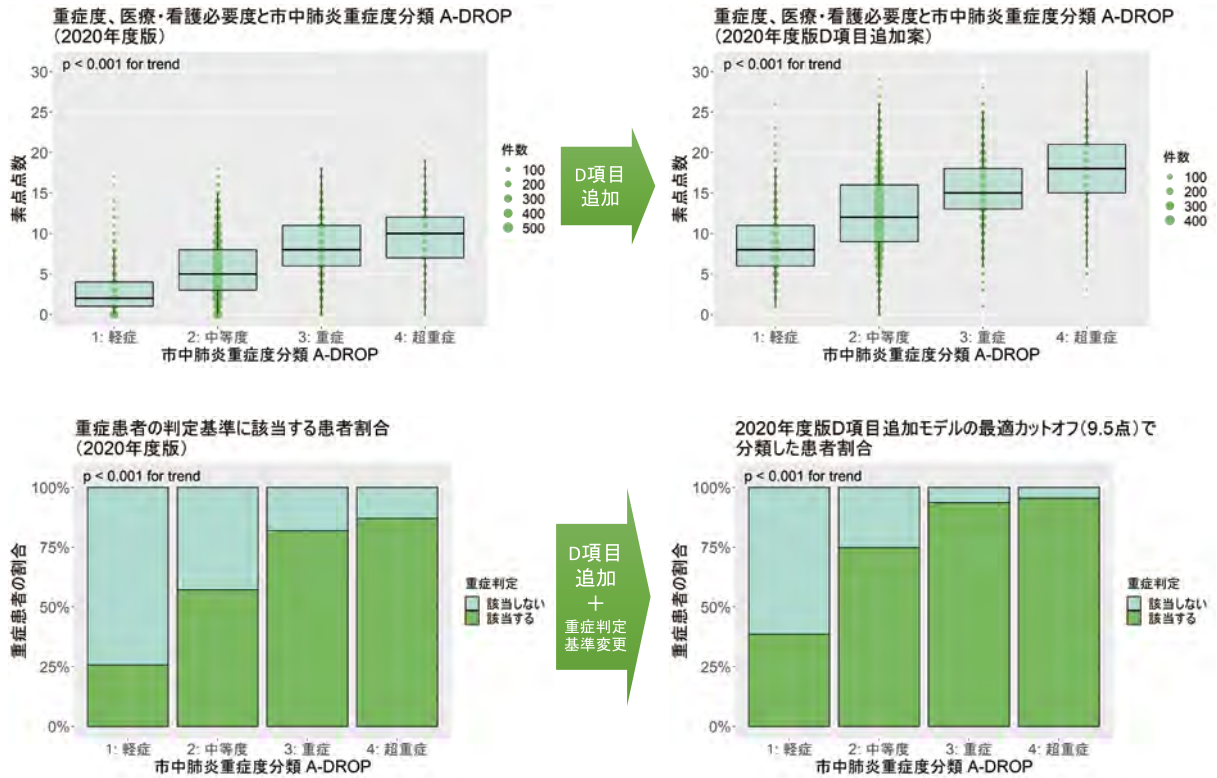 重症度、医療・看護必要度と市中肺炎重症度分類 A-DROP
（2020年度版）
p < 0.001 for trend
30
25
20
15
10
5
0
素点点数
1: 軽症
2: 中等度
3: 重症
4: 超重症
市中肺炎重症度分類 A-DROP
件数
100
200
300
400
500
D項目
追加
重症度、医療・看護必要度と市中肺炎重症度分類 A-DROP
（2020年度版D項目追加案）
p < 0.001 for trend
30
25
20
15
10
5
0
素点点数
1: 軽症
2: 中等度
3: 重症
4: 超重症
市中肺炎重症度分類 A-DROP
件数
100
200
300
400
重症患者の判定基準に該当する患者割合
（2020年度版）
p < 0.001 for trend
100%
75%
50%
25%
0%
重症患者の割合
1: 軽症
2: 中等度
3: 重症
4: 超重症
市中肺炎重症度分類 A-DROP
重症判定
該当しない
該当する
D項目
追加
＋
重症判定
基準変更
2020年度版D項目追加モデルの最適カットオフ（9.5点）で
分類した患者割合
p < 0.001 for trend
100%
75%
50%
25%
0%
重症患者の割合
1: 軽症
2: 中等度
3: 重症
4: 超重症
市中肺炎重症度分類 A-DROP
重症判定
該当しない
該当する